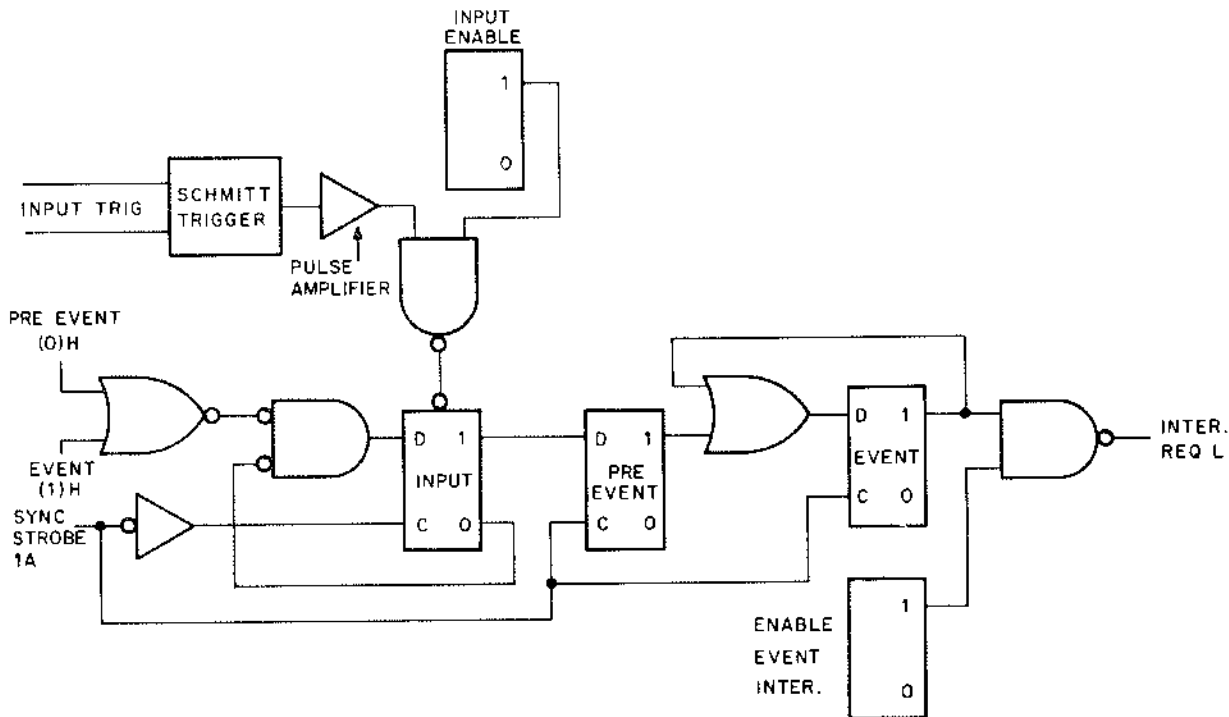 INPUT
ENABLE
1
0
INPUT TRIG
SCHMITT
TRIGGER
PULSE
AMPLIFIER
PRE EVENT
(0)H
EVENT
(1)H
SYNC
STROBE
1A
D 1
INPUT
C 0
D 1
PRE
EVENT
C 0
D 1
EVENT
C 0
INTER.
REQ L
ENABLE
EVENT
INTER.
1
0